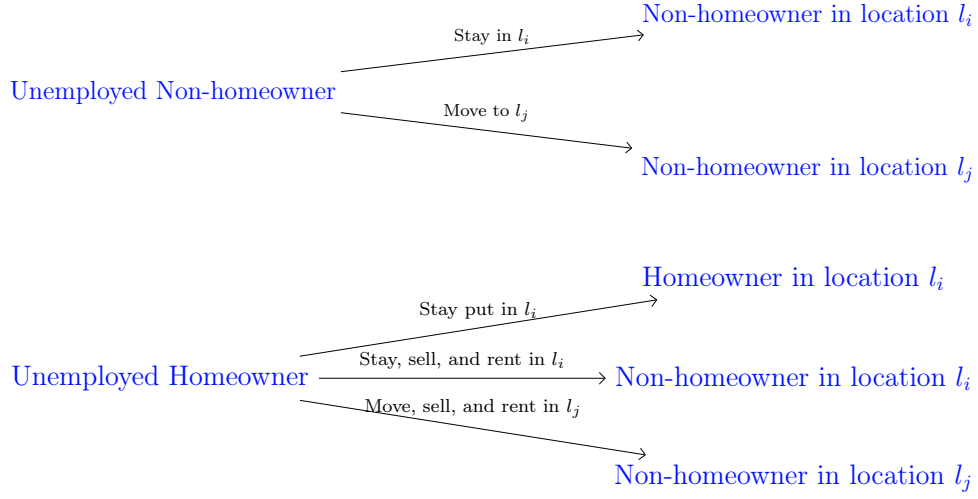 Non-homeowner in location l_i
Stay in l_i
Unemployed Non-homeowner
Move to l_j
Non-homeowner in location l_j
Homeowner in location l_i
Stay put in l_i
Stay, sell, and rent in l_i
Unemployed Homeowner
Non-homeowner in location l_i
Move, sell, and rent in l_j
Non-homeowner in location l_j